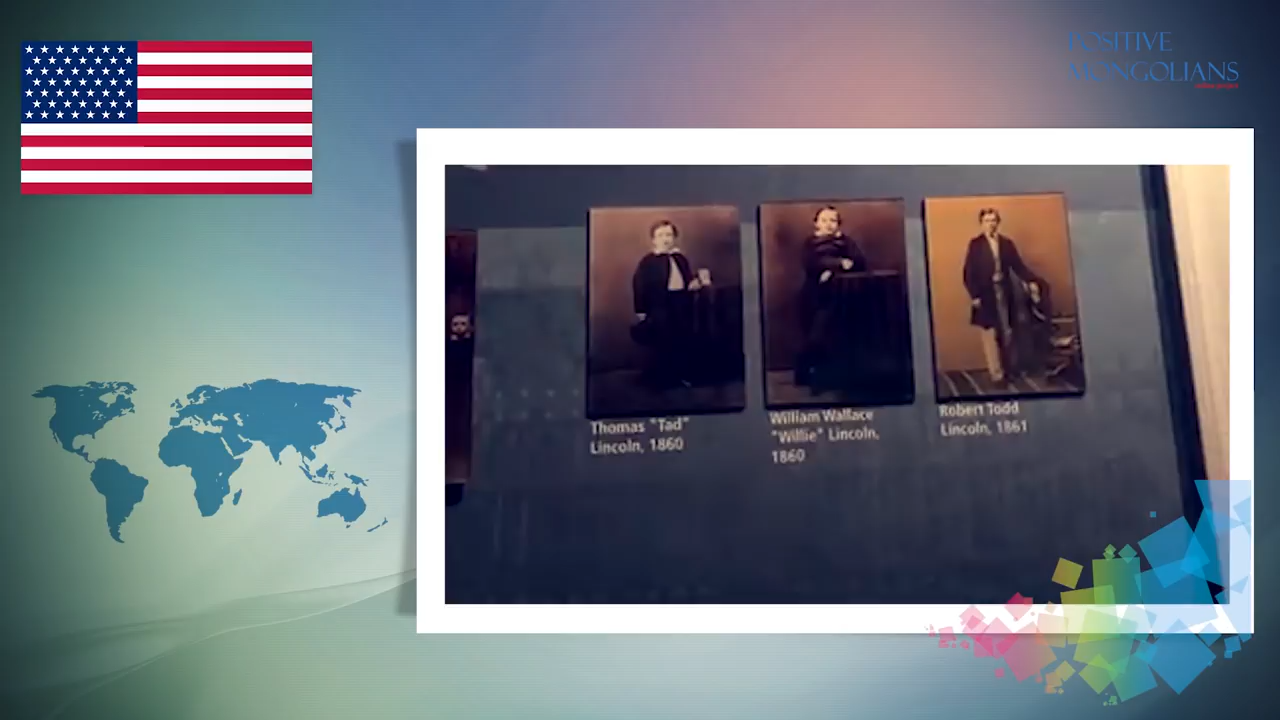 POSITIVE
MONGOLIANS
Thomas "Tad"
Lincoln, 1860
William Wallace
"Willie" Lincoln,
1860
Robert Todd
Lincoln, 1861